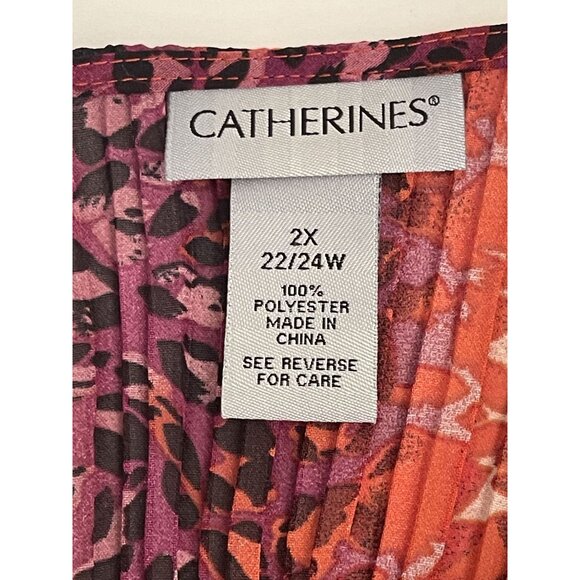 CATHERINES®
2X
22/24W
100%
POLYESTER
MADE IN
CHINA
SEE REVERSE
FOR CARE